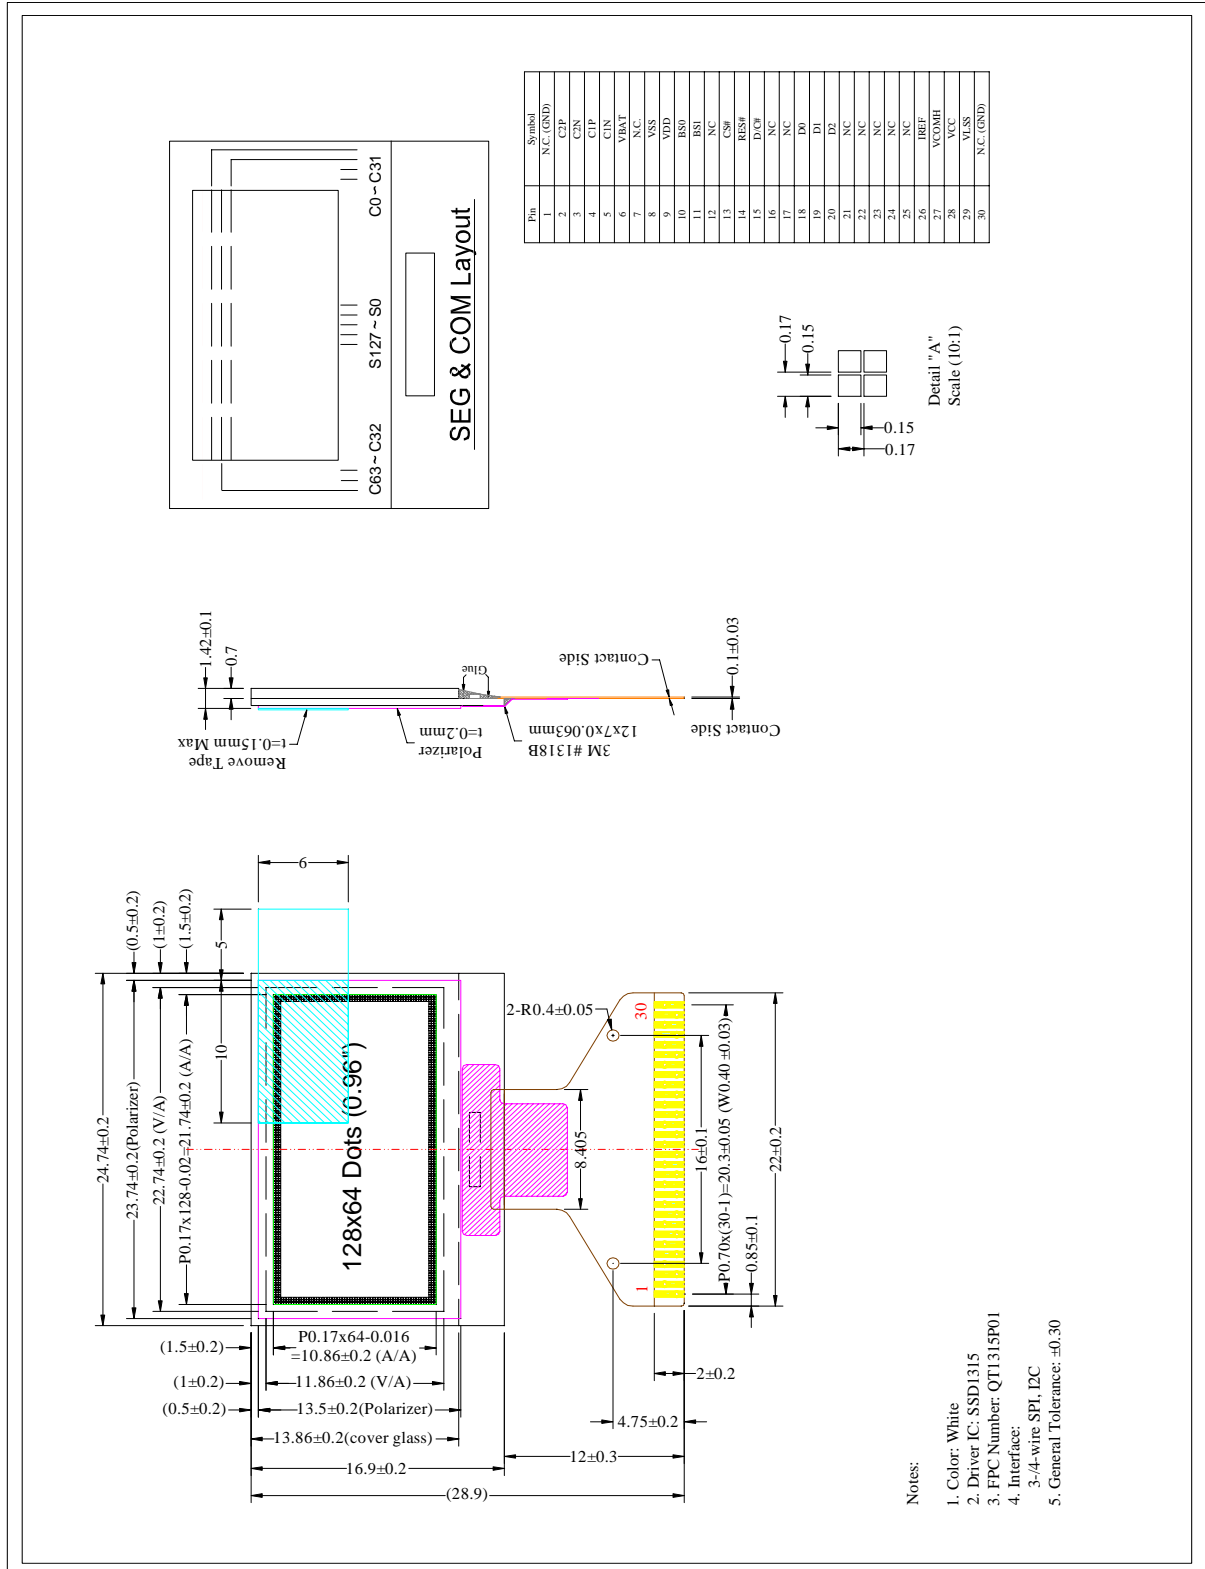 Pin Symbol
1 N.C. (GND)
2 C2P
3 C2N
4 C1P
5 C1N
6 VBAT
7 N.C.
8 VSS
9 VDD
10 BS0
11 BS1
12 NC
13 CS#
14 RES#
15 D/C#
16 NC
17 NC
18 D0
19 D1
20 D2
21 NC
22 NC
23 NC
24 NC
25 NC
26 IREF
27 VCOMH
28 VCC
29 VLSS
30 N.C. (GND)
C63~C32
S127~S0
C0~C31
SEG & COM Layout
0.17
0.15
0.15
0.17
Detail "A"
Scale (10:1)
1.42±0.1
0.7
Glue
Contact Side
0.1±0.03
Contact Side
Remove Tape
t=0.15mm Max
Polarizer
t=0.2mm
3M #1318B
12x7x0.063mm
6
5
10
(0.5±0.2)
(1±0.2)
(1.5±0.2)
24.74±0.2
23.74±0.2(Polarizer)
22.74±0.2 (V/A)
P0.17x128-0.02=21.74±0.2 (A/A)
128x64 Dots (0.96")
2-R0.4±0.05
30
1
8.405
16±0.1
P0.70x(30-1)=20.3±0.05 (W0.40 ±0.03)
0.85±0.1
22±0.2
(1.5±0.2)
P0.17x64-0.016
=10.86±0.2 (A/A)
(1±0.2)
11.86±0.2 (V/A)
(0.5±0.2)
13.5±0.2(Polarizer)
13.86±0.2(cover glass)
16.9±0.2
(28.9)
2±0.2
4.75±0.2
12±0.3
Notes:
1. Color: White
2. Driver IC: SSD1315
3. FPC Number: QT1315P01
4. Interface:
3-/4-wire SPI, I2C
5. General Tolerance: ±0.30